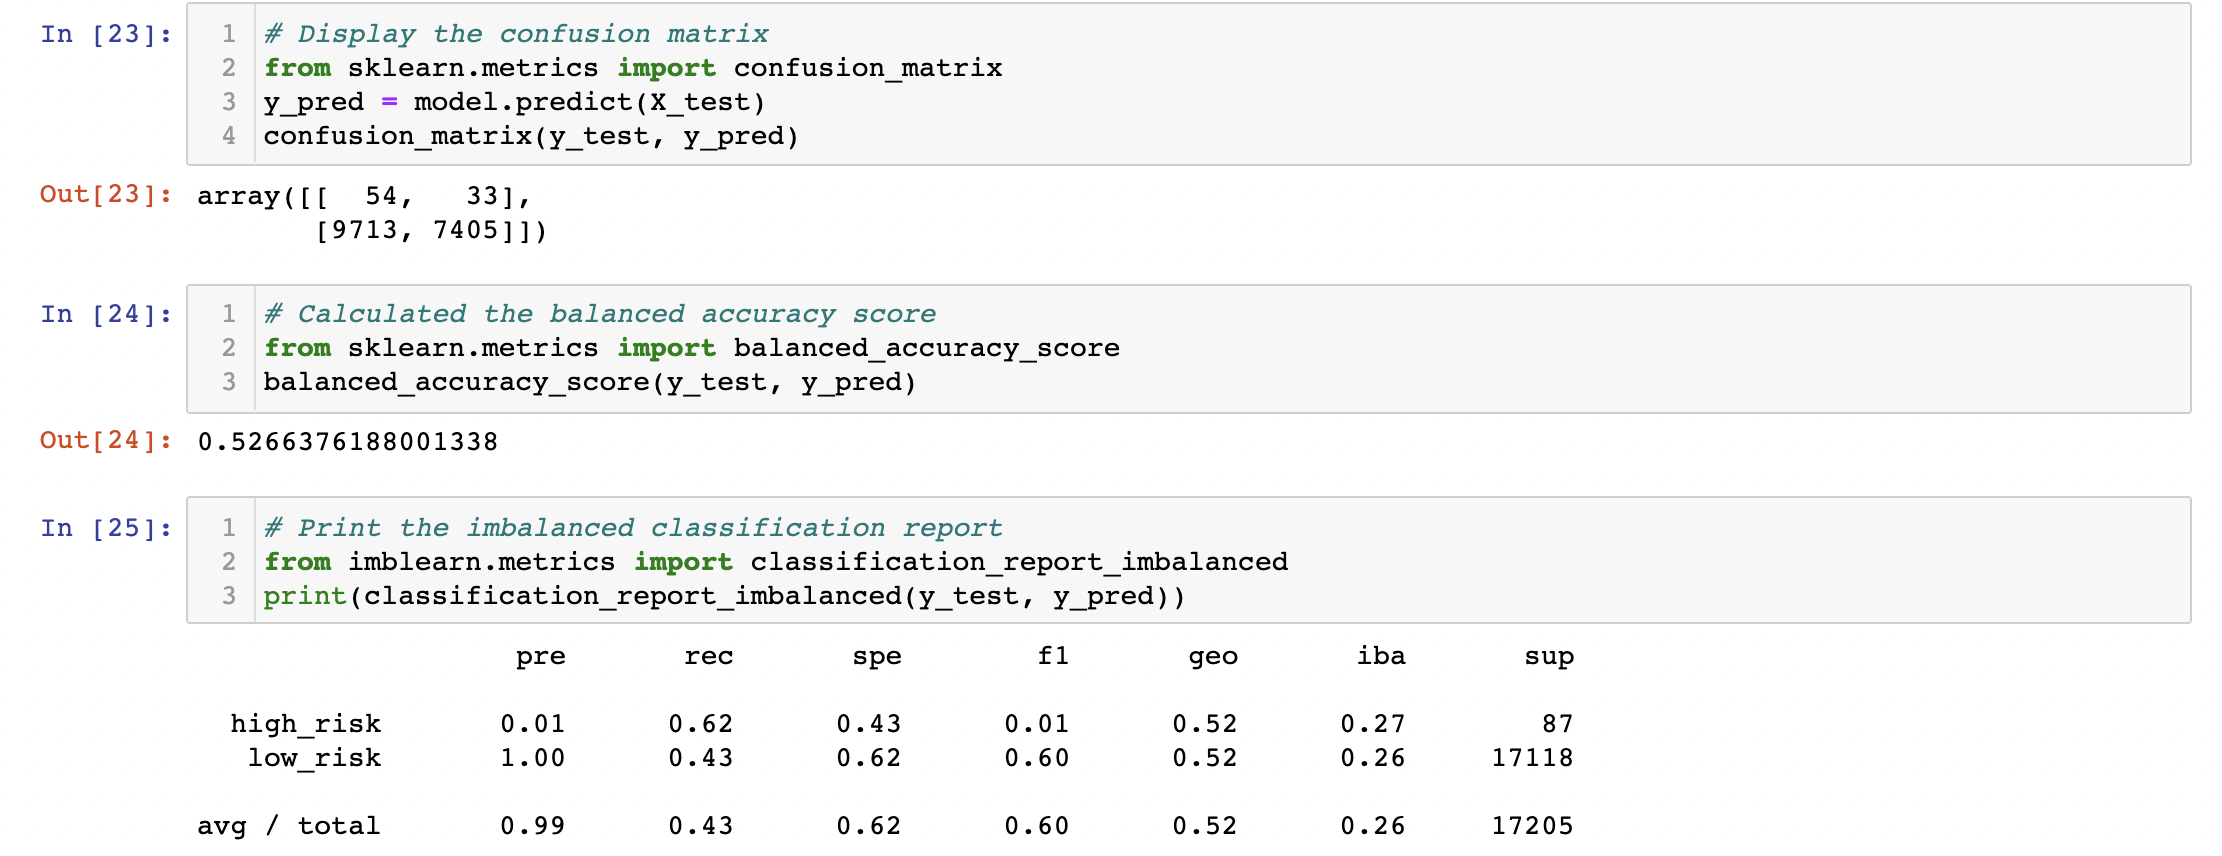 In [23]:
1 # Display the confusion matrix
2 from sklearn.metrics import confusion_matrix
3 y_pred = model.predict(X_test)
4 confusion_matrix(y_test, y_pred)
Out[23]: array([[  54,   33],
       [9713, 7405]])
In [24]:
1 # Calculated the balanced accuracy score
2 from sklearn.metrics import balanced_accuracy_score
3 balanced_accuracy_score(y_test, y_pred)
Out[24]: 0.5266376188001338
In [25]:
1 # Print the imbalanced classification report
2 from imblearn.metrics import classification_report_imbalanced
3 print(classification_report_imbalanced(y_test, y_pred))
pre rec spe f1 geo iba sup
high_risk 0.01 0.62 0.43 0.01 0.52 0.27 87
low_risk 1.00 0.43 0.62 0.60 0.52 0.26 17118
avg / total 0.99 0.43 0.62 0.60 0.52 0.26 17205